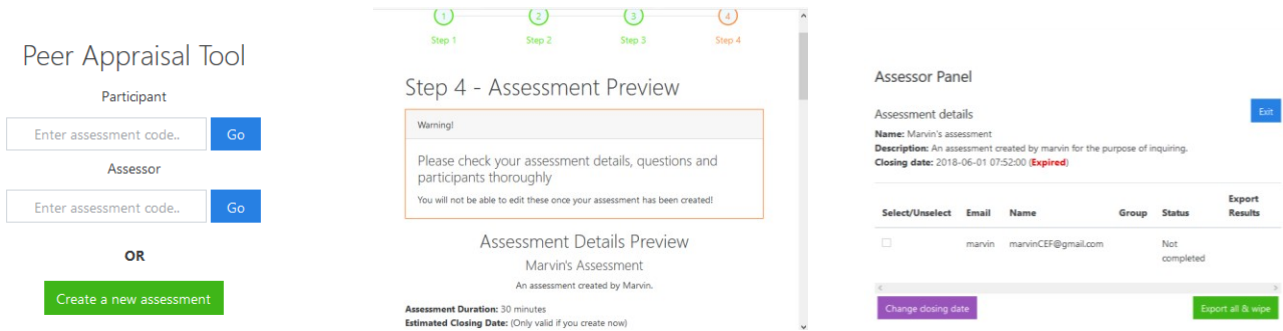 Peer Appraisal Tool
Participant
Enter assessment code.. Go
Assessor
Enter assessment code.. Go
OR
Create a new assessment
1 2 3 4
Step 1 Step 2 Step 3 Step 4
Step 4 - Assessment Preview
Warning!
Please check your assessment details, questions and
participants thoroughly
You will not be able to edit these once your assessment has been created!
Assessment Details Preview
Marvin's Assessment
An assessment created by Marvin.
Assessment Duration: 30 minutes
Estimated Closing Date: (Only valid if you create now)
Assessor Panel
Assessment details Exit
Name: Marvin's assessment
Description: An assessment created by marvin for the purpose of inquiring.
Closing date: 2018-06-01 07:52:00 (Expired)
Select/Unselect Email Name Group Status Export Results
marvin marvinCEF@gmail.com Not completed
Change closing date Export all & wipe